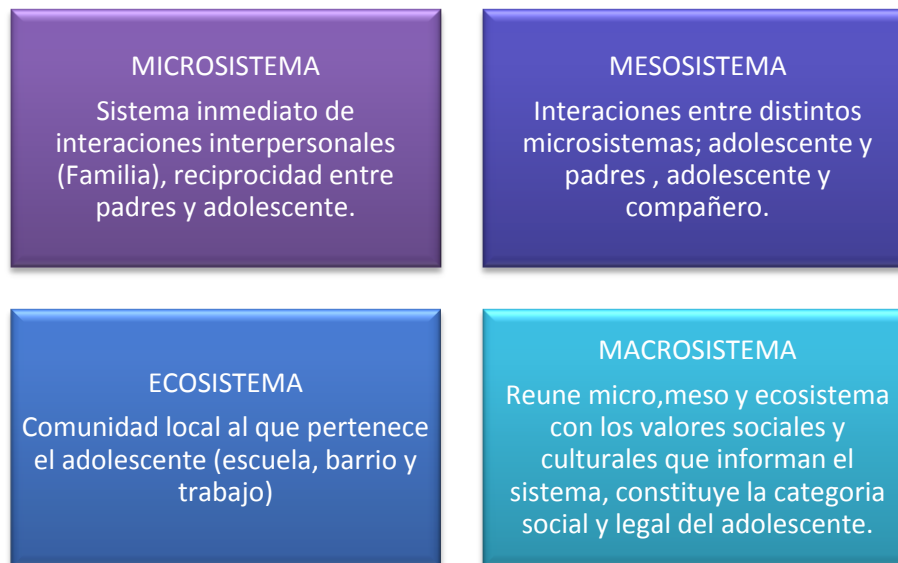 MICROSISTEMA
Sistema inmediato de
interaciones interpersonales
(Familia), reciprocidad entre
padres y adolescente.
MESOSISTEMA
Interaciones entre distintos
microsistemas; adolescente y
padres , adolescente y
compañero.
ECOSISTEMA
Comunidad local al que pertenece
el adolescente (escuela, barrio y
trabajo)
MACROSISTEMA
Reune micro,meso y ecosistema
con los valores sociales y
culturales que informan el
sistema, constituye la categoria
social y legal del adolescente.